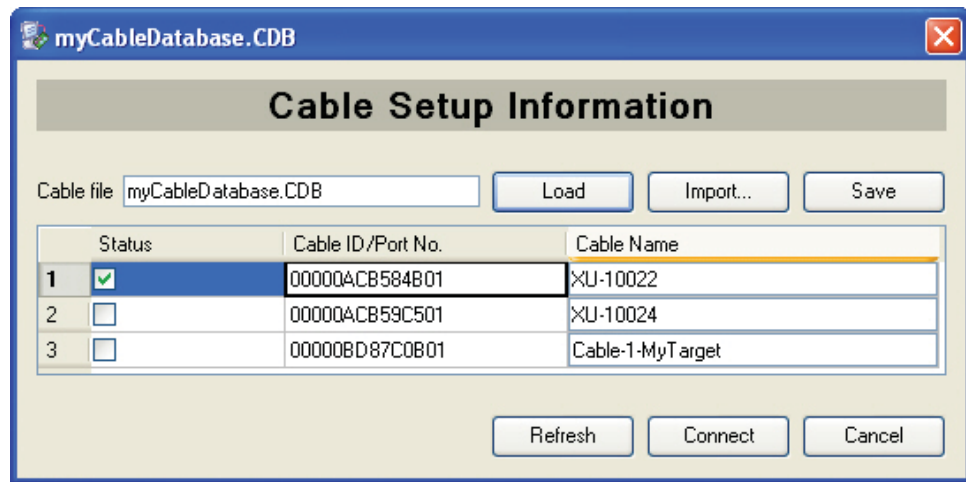 myCableDatabase.CDB
Cable Setup Information
Cable file myCableDatabase.CDB Load Import... Save
Status Cable ID/Port No. Cable Name
1 00000ACB584B01 XU-10022
2 00000ACB59C501 XU-10024
3 00000BD87C0B01 Cable-1-MyTarget
Refresh Connect Cancel